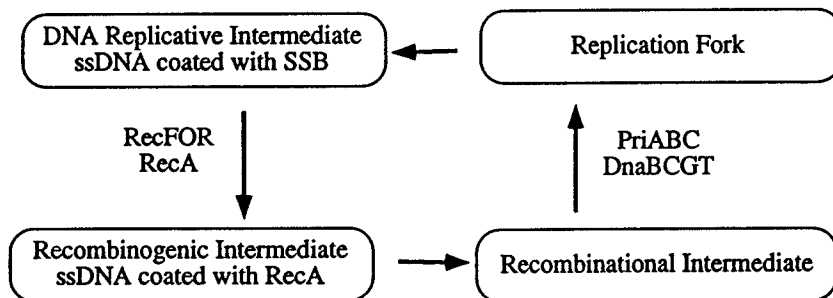 DNA Replicative Intermediate
ssDNA coated with SSB
Replication Fork
RecFOR
RecA
PriABC
DnaBCGT
Recombinogenic Intermediate
ssDNA coated with RecA
Recombinational Intermediate